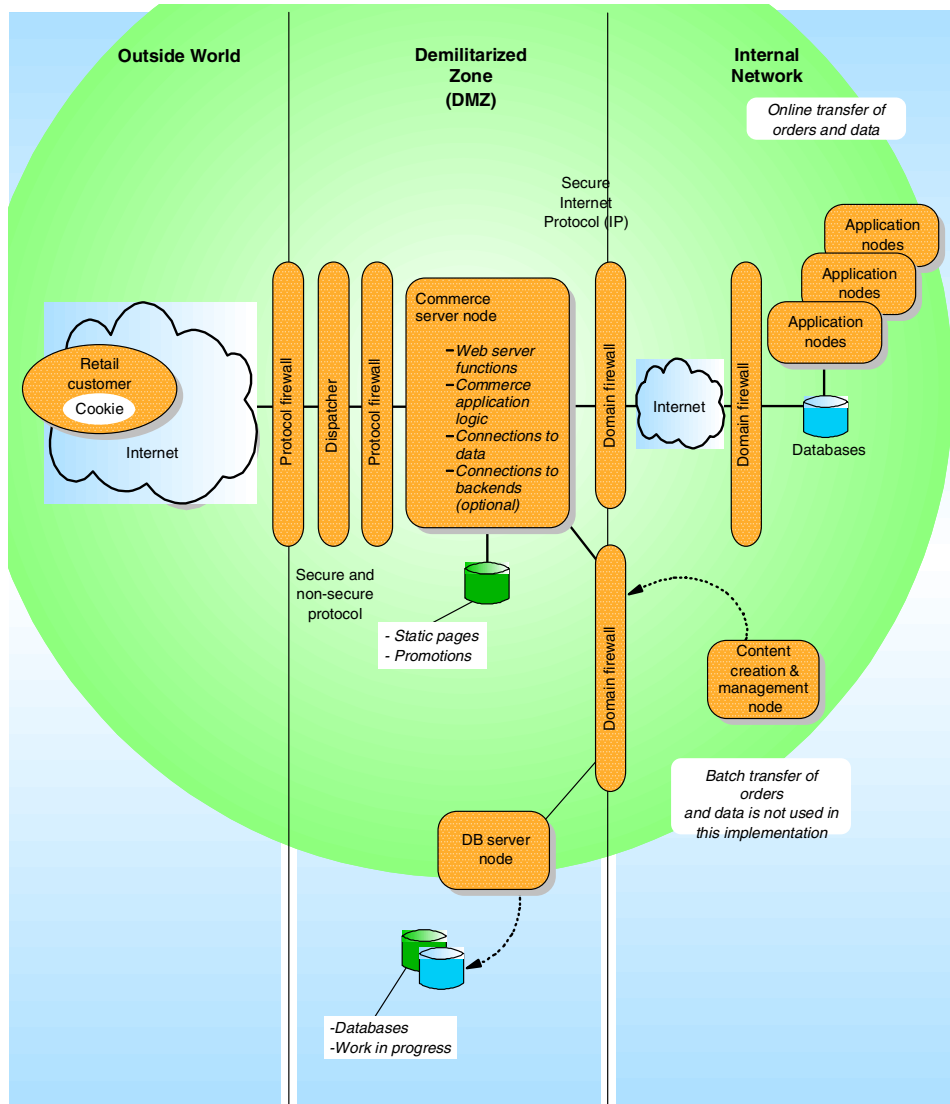 Outside World
Demilitarized
Zone
(DMZ)
Internal
Network
Online transfer of
orders and data
Secure
Internet
Protocol (IP)
Application
nodes
Application
nodes
Application
nodes
Retail
customer
Cookie
Internet
Protocol firewall
Dispatcher
Protocol firewall
Commerce
server node
–Web server
functions
–Commerce
application
logic
–Connections to
data
–Connections to
backends
(optional)
Domain firewall
Internet
Domain firewall
Databases
Secure and
non-secure
protocol
- Static pages
- Promotions
Domain firewall
Content
creation &
management
node
Batch transfer of
orders
and data is not used in
this implementation
DB server
node
-Databases
-Work in progress